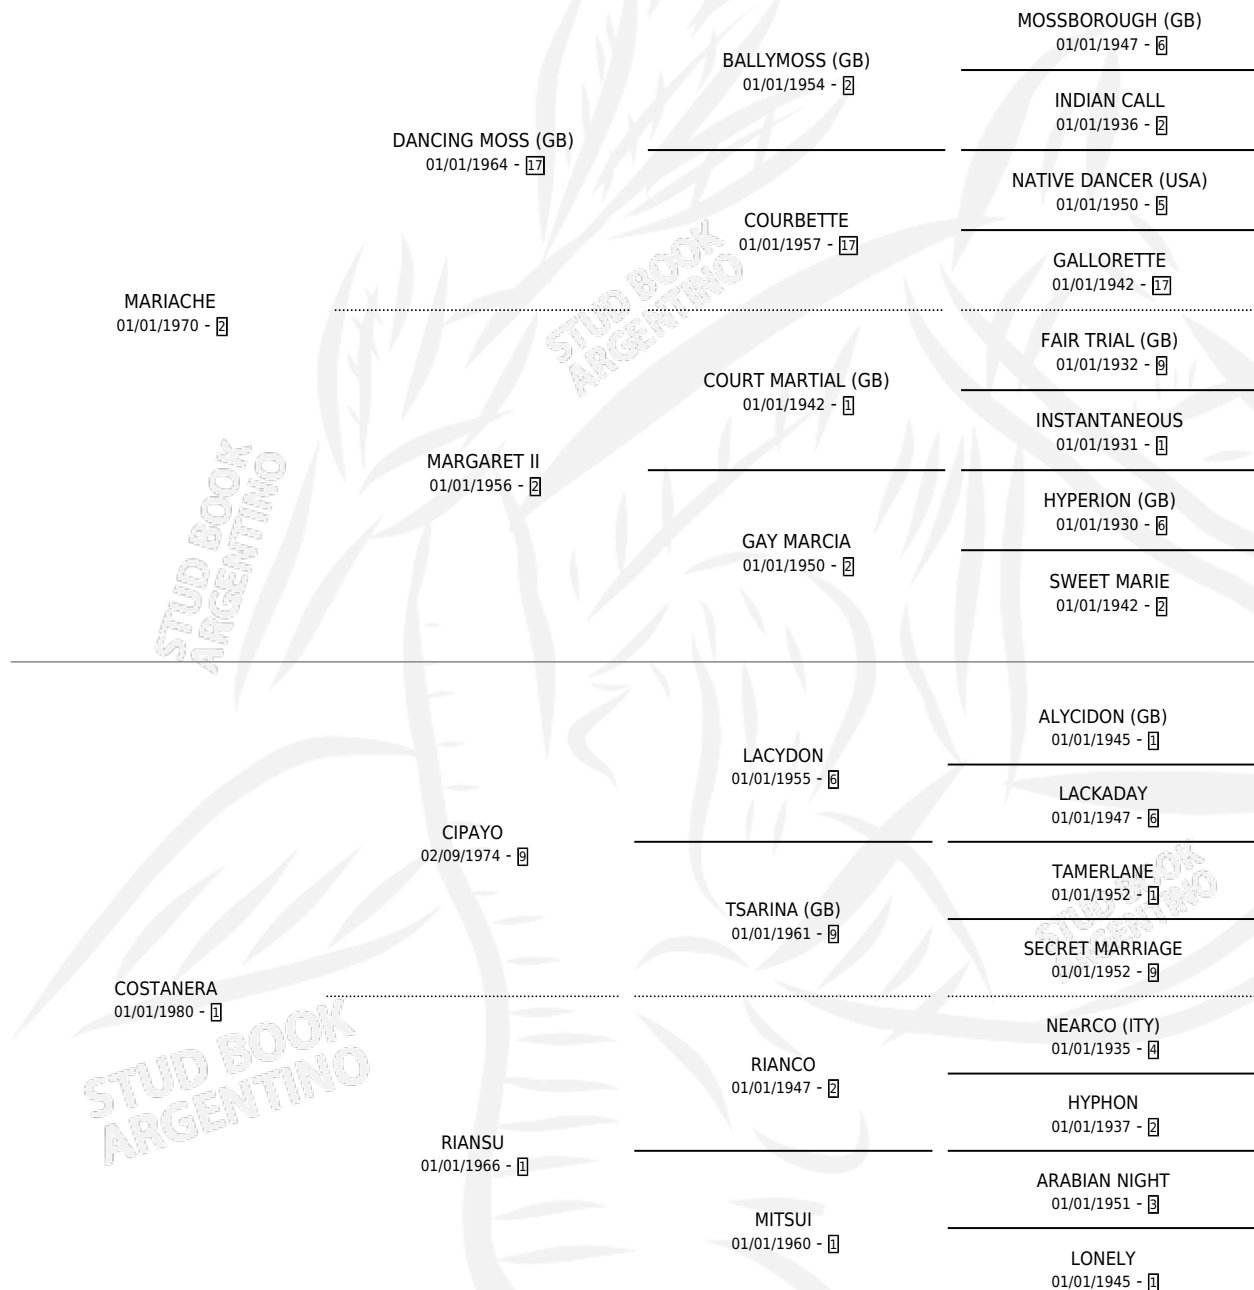 MARIACHE
01/01/1970 - 2
DANCING MOSS (GB)
01/01/1964 - 17
MARGARET II
01/01/1956 - 2
BALLYMOSS (GB)
01/01/1954 - 2
COURBETTE
01/01/1957 - 17
COURT MARTIAL (GB)
01/01/1942 - 1
GAY MARCIA
01/01/1950 - 2
MOSSBOROUGH (GB)
01/01/1947 - 6
INDIAN CALL
01/01/1936 - 2
NATIVE DANCER (USA)
01/01/1950 - 5
GALLORETTE
01/01/1942 - 17
FAIR TRIAL (GB)
01/01/1932 - 9
INSTANTANEOUS
01/01/1931 - 1
HYPERION (GB)
01/01/1930 - 6
SWEET MARIE
01/01/1942 - 2
COSTANERA
01/01/1980 - 1
CIPAYO
02/09/1974 - 9
RIANSU
01/01/1966 - 1
LACYDON
01/01/1955 - 6
TSARINA (GB)
01/01/1961 - 9
RIANCO
01/01/1947 - 2
MITSUI
01/01/1960 - 1
ALYCIDON (GB)
01/01/1945 - 1
LACKADAY
01/01/1947 - 6
TAMERLANE
01/01/1952 - 1
SECRET MARRIAGE
01/01/1952 - 9
NEARCO (ITY)
01/01/1935 - 4
HYPHON
01/01/1937 - 2
ARABIAN NIGHT
01/01/1951 - 3
LONELY
01/01/1945 - 1
STUD BOOK
ARGENTINO
STUD BOOK
ARGENTINO
STUD BOOK
ARGENTINO
STUD BOOK
ARGENTINO